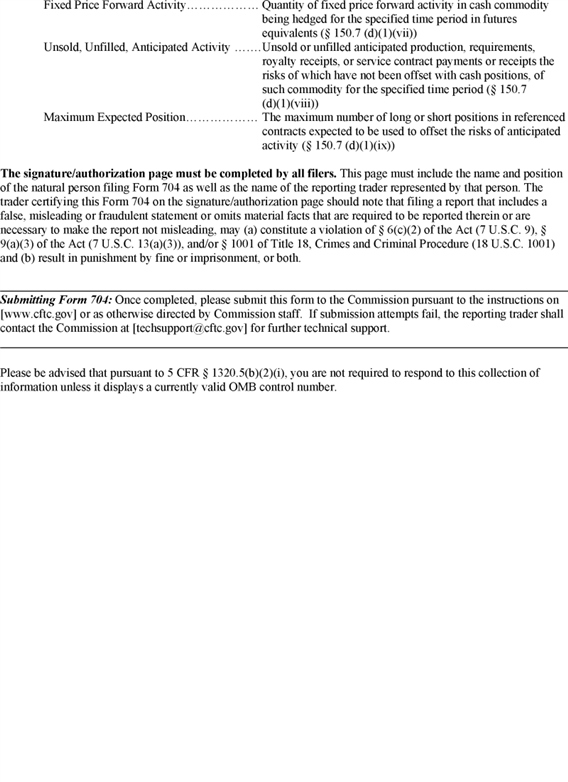 Fixed Price Forward Activity……………… Quantity of fixed price forward activity in cash commodity
being hedged for the specified time period in futures
equivalents (§ 150.7 (d)(1)(vii))
Unsold, Unfilled, Anticipated Activity …….Unsold or unfilled anticipated production, requirements,
royalty receipts, or service contract payments or receipts the
risks of which have not been offset with cash positions, of
such commodity for the specified time period (§ 150.7
(d)(1)(viii))
Maximum Expected Position……………… The maximum number of long or short positions in referenced
contracts expected to be used to offset the risks of anticipated
activity (§ 150.7 (d)(1)(ix))
The signature/authorization page must be completed by all filers. This page must include the name and position
of the natural person filing Form 704 as well as the name of the reporting trader represented by that person. The
trader certifying this Form 704 on the signature/authorization page should note that filing a report that includes a
false, misleading or fraudulent statement or omits material facts that are required to be reported therein or are
necessary to make the report not misleading, may (a) constitute a violation of § 6(c)(2) of the Act (7 U.S.C. 9), §
9(a)(3) of the Act (7 U.S.C. 13(a)(3)), and/or § 1001 of Title 18, Crimes and Criminal Procedure (18 U.S.C. 1001)
and (b) result in punishment by fine or imprisonment, or both.
Submitting Form 704: Once completed, please submit this form to the Commission pursuant to the instructions on
[www.cftc.gov] or as otherwise directed by Commission staff.  If submission attempts fail, the reporting trader shall
contact the Commission at [techsupport@cftc.gov] for further technical support.
Please be advised that pursuant to 5 CFR § 1320.5(b)(2)(i), you are not required to respond to this collection of
information unless it displays a currently valid OMB control number.